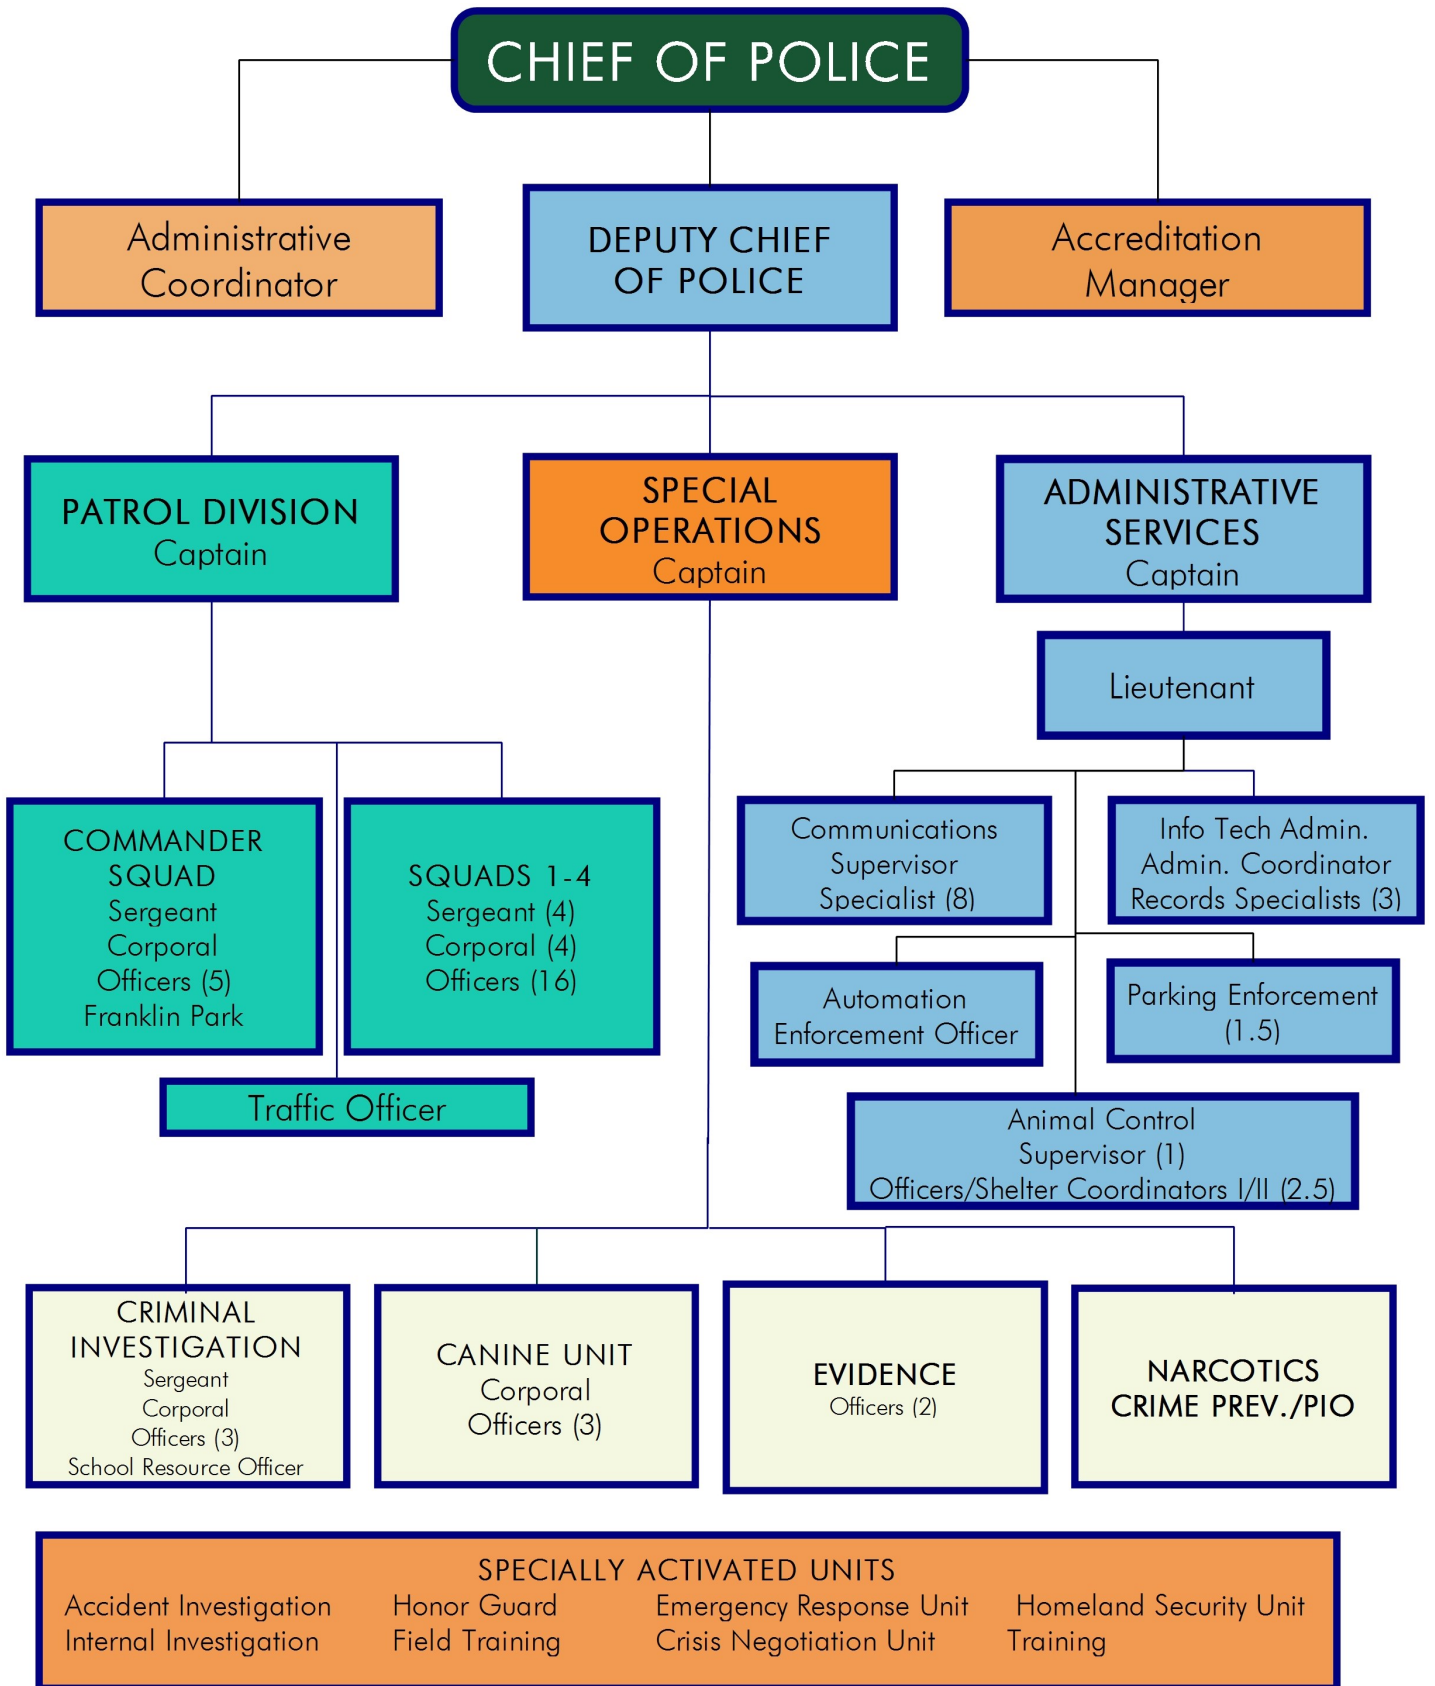 CHIEF OF POLICE
Administrative
Coordinator
DEPUTY CHIEF
OF POLICE
Accreditation
Manager
PATROL DIVISION
Captain
SPECIAL
OPERATIONS
Captain
ADMINISTRATIVE
SERVICES
Captain
Lieutenant
COMMANDER
SQUAD
Sergeant
Corporal
Officers (5)
Franklin Park
SQUADS 1-4
Sergeant (4)
Corporal (4)
Officers (16)
Traffic Officer
Communications
Supervisor
Specialist (8)
Info Tech Admin.
Admin. Coordinator
Records Specialists (3)
Automation
Enforcement Officer
Parking Enforcement
(1.5)
Animal Control
Supervisor (1)
Officers/Shelter Coordinators I/II (2.5)
CRIMINAL
INVESTIGATION
Sergeant
Corporal
Officers (3)
School Resource Officer
CANINE UNIT
Corporal
Officers (3)
EVIDENCE
Officers (2)
NARCOTICS
CRIME PREV./PIO
SPECIALLY ACTIVATED UNITS
Accident Investigation Honor Guard Emergency Response Unit Homeland Security Unit
Internal Investigation Field Training Crisis Negotiation Unit Training